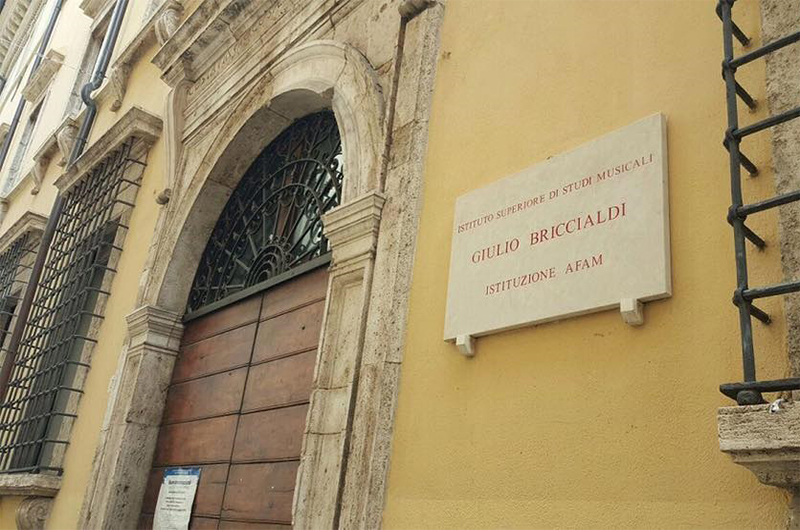 ISTITUTO SUPERIORE DI STUDI MUSICALI
GIULIO BRICCIALDI
ISTITUZIONE AFAM